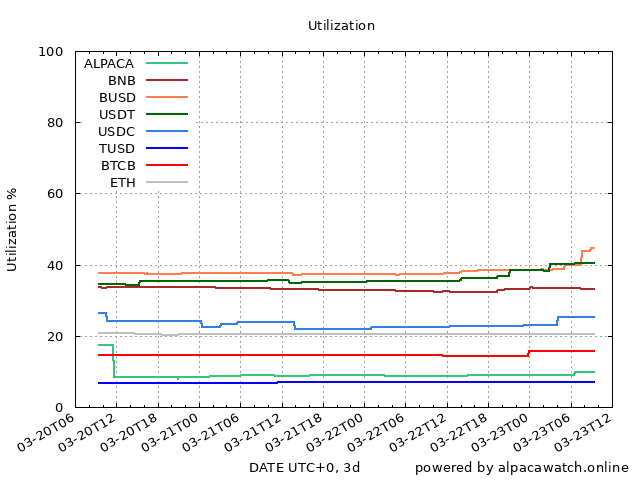 Utilization
100
80
60
40
20
0
Utilization %
ALPACA
BNB
BUSD
USDT
USDC
TUSD
BTCB
ETH
03-20T06
03-20T12
03-20T18
03-21T00
03-21T06
03-21T12
03-21T18
03-22T00
03-22T06
03-22T12
03-22T18
03-23T00
03-23T06
03-23T12
DATE UTC+0, 3d
powered by alpacawatch.online